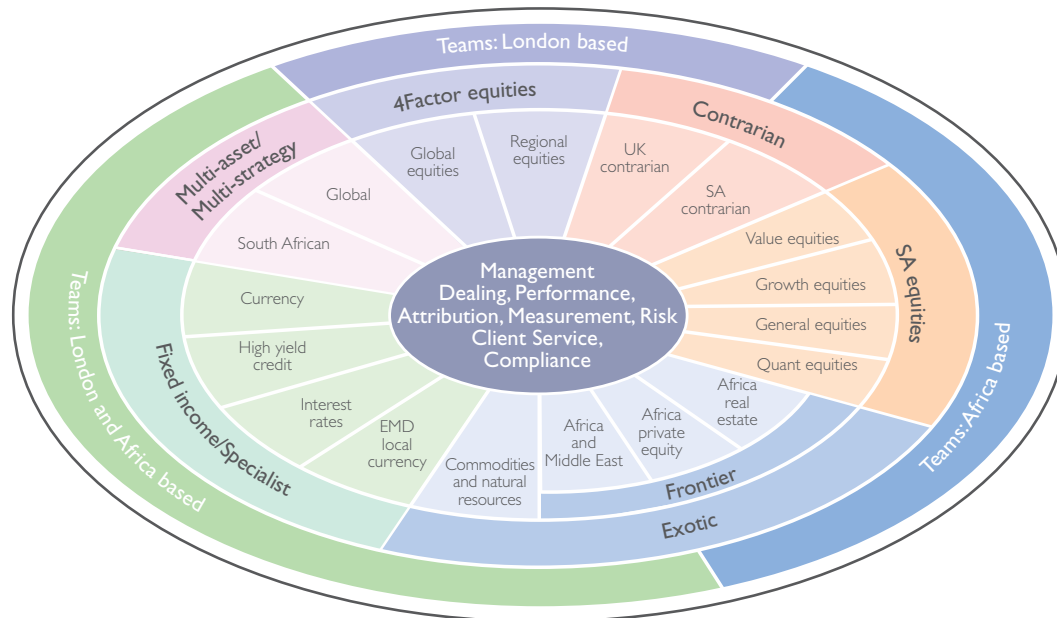 Teams: London based
4Factor equities
Contrarian
Multi-asset/
Multi-strategy
Global
equities
Regional
equities
UK
contrarian
SA
contrarian
Global
South African
Value equities
Growth equities
General equities
Quant equities
SA equities
Management
Dealing, Performance,
Attribution, Measurement, Risk
Client Service,
Compliance
Currency
High yield
credit
Interest
rates
EMD
local
currency
Commodities
and natural
resources
Africa
and
Middle East
Africa
private
equity
Africa
real
estate
Frontier
Exotic
Fixed income/Specialist
Teams: London and Africa based
Teams: Africa based